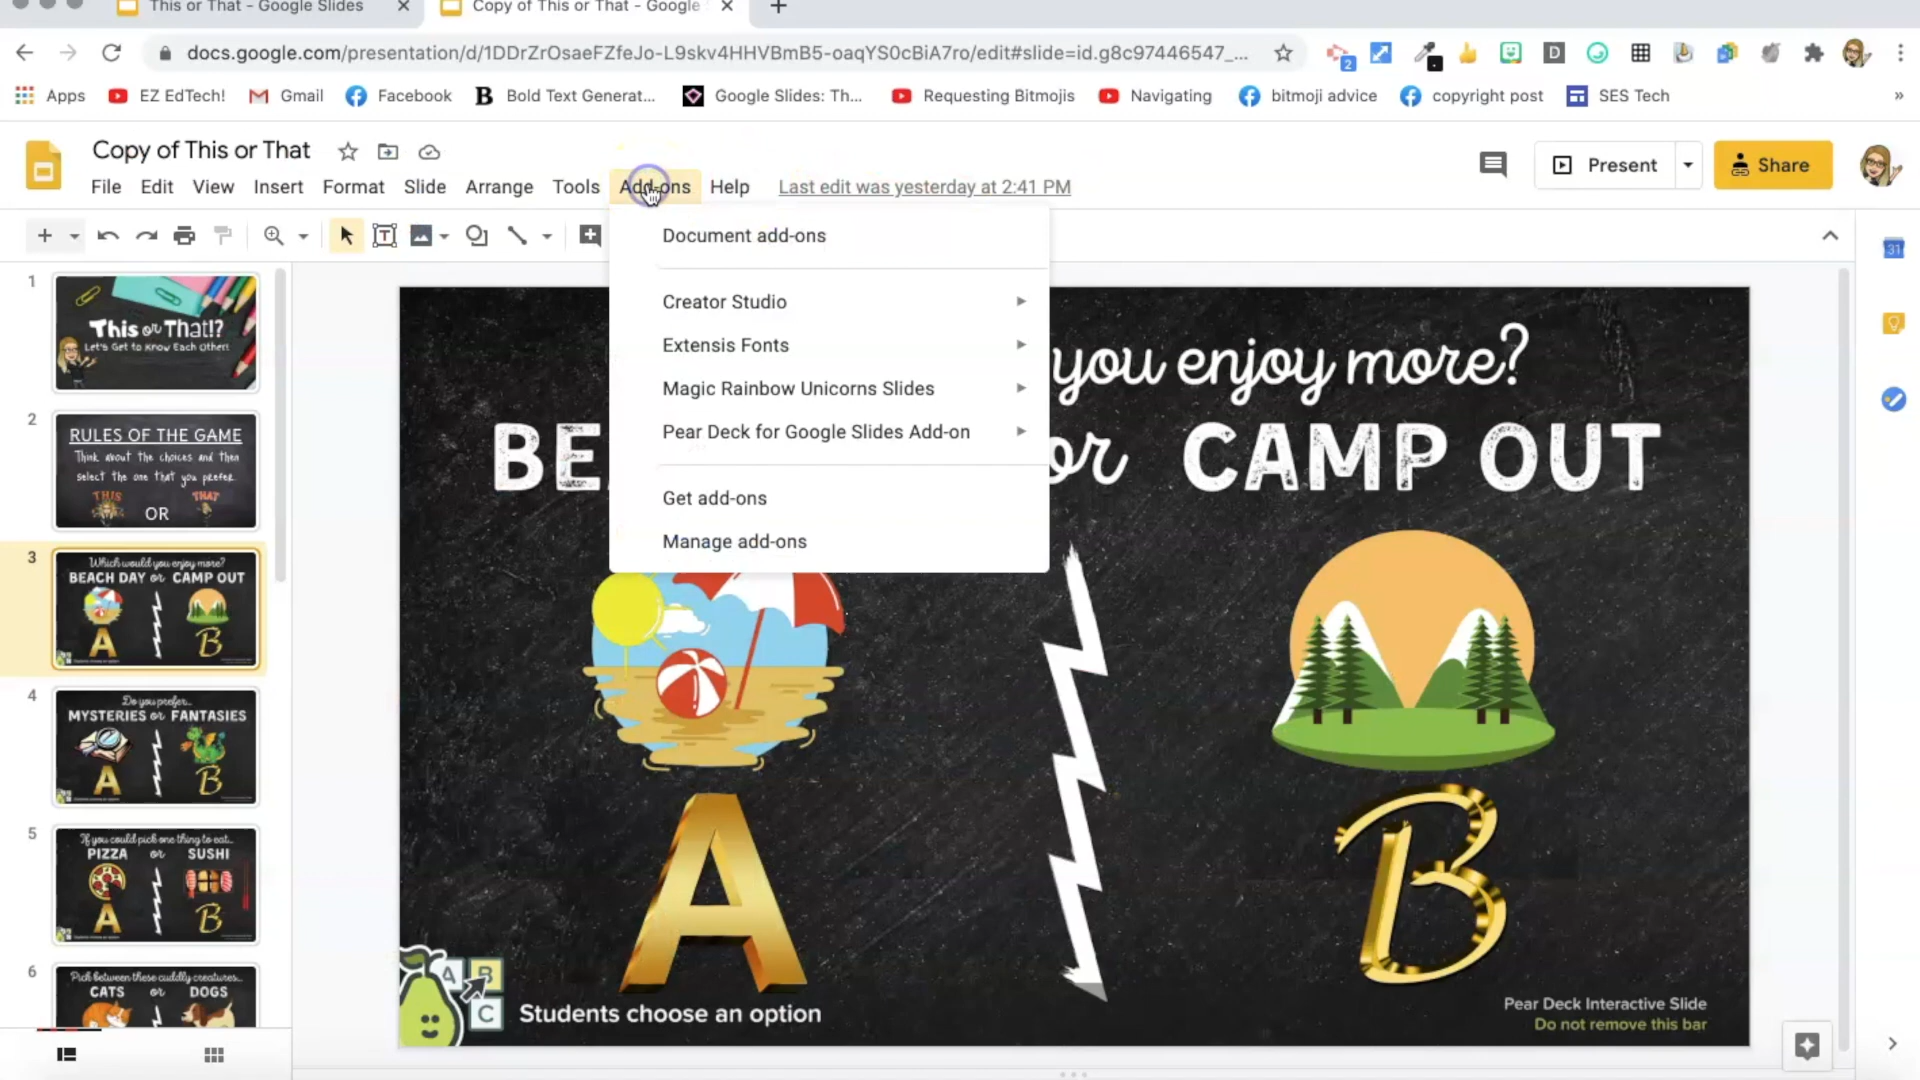 This or That - Google Slides
Copy of This or That - Google
docs.google.com/presentation/d/1DDrZrOsaeFZfeJo-L9skv4HHVBmB5-oaqYS0cBiA7ro/edit#slide=id.g8c97446547_...
2
D
Apps
EZ EdTech!
Gmail
Facebook
B
Bold Text Generat...
Google Slides: Th...
Requesting Bitmojis
Navigating
bitmoji advice
copyright post
SES Tech
»
Copy of This or That
Present
Share
File Edit View Insert Format Slide Arrange Tools Add-ons Help Last edit was yesterday at 2:41 PM
31
Document add-ons
Creator Studio
Extensis Fonts
Magic Rainbow Unicorns Slides
Pear Deck for Google Slides Add-on
Get add-ons
Manage add-ons
1
This or That!?
Let's Get to Know Each Other!
2
RULES OF THE GAME
Think about the choices and then
select the one that you prefer.
THIS THAT
OR
3
Which would you enjoy more?
BEACH DAY or CAMP OUT
A B
4
Do you prefer...
MYSTERIES or FANTASIES
A B
5
If you could pick one thing to eat...
PIZZA or SUSHI
A B
6
Pick between these cuddly creatures...
CATS or DOGS
you enjoy more?
BE or CAMP OUT
A B
A B
C
Students choose an option
Pear Deck Interactive Slide
Do not remove this bar